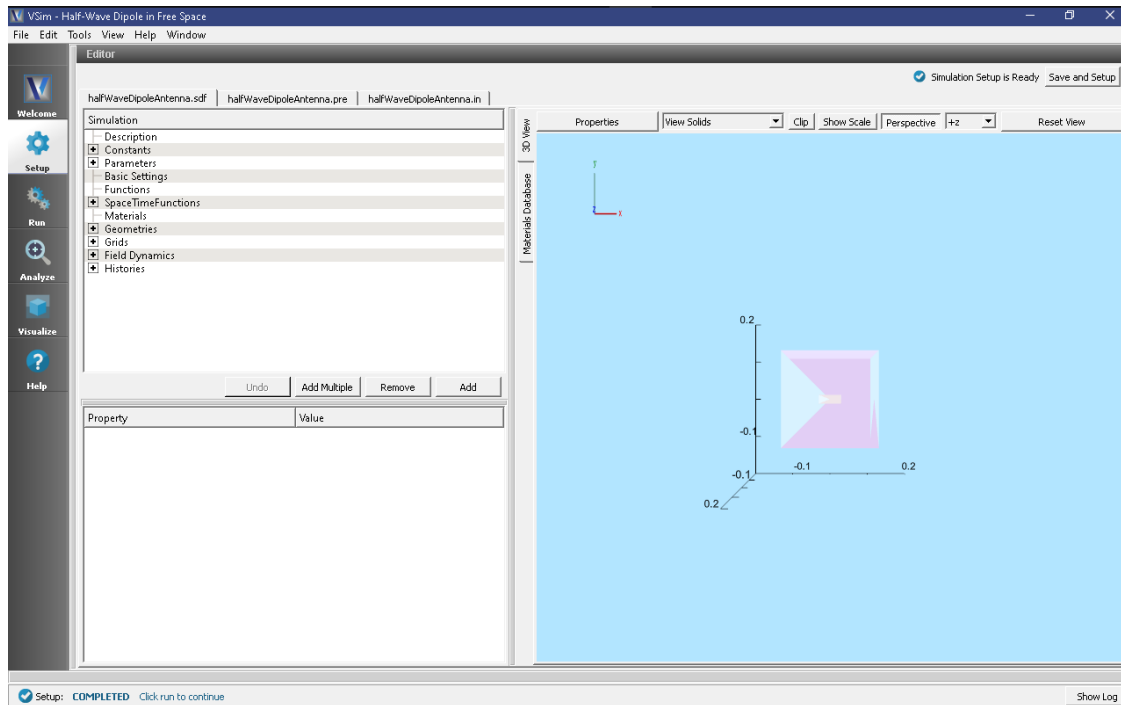 VSim - Half-Wave Dipole in Free Space
File Edit Tools View Help Window
Editor
Simulation Setup is Ready Save and Setup
halfWaveDipoleAntenna.sdf halfWaveDipoleAntenna.pre halfWaveDipoleAntenna.in
Welcome
Setup
Run
Analyze
Visualize
Help
Simulation
Description
Constants
Parameters
Basic Settings
Functions
SpaceTimeFunctions
Materials
Geometries
Grids
Field Dynamics
Histories
Undo Add Multiple Remove Add
Property Value
3D View
Materials Database
Properties View Solids Clip Show Scale Perspective +z Reset View
Y
Z X
0.2
-0.1
-0.1 0.2
-0.1
0.2
Setup: COMPLETED Click run to continue
Show Log